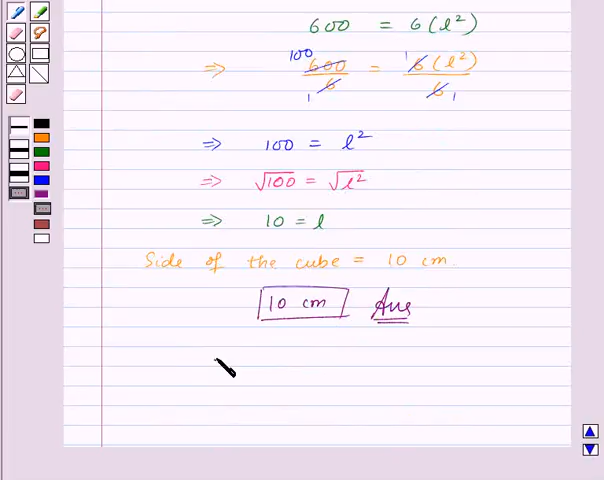 600 = 6(l²)
⇒ 100 600/6 1 = 1 6(l²)/6 1
⇒ 100 = l²
⇒ √100 = √l²
⇒ 10 = l
Side of the cube = 10 cm.
10 cm Ans